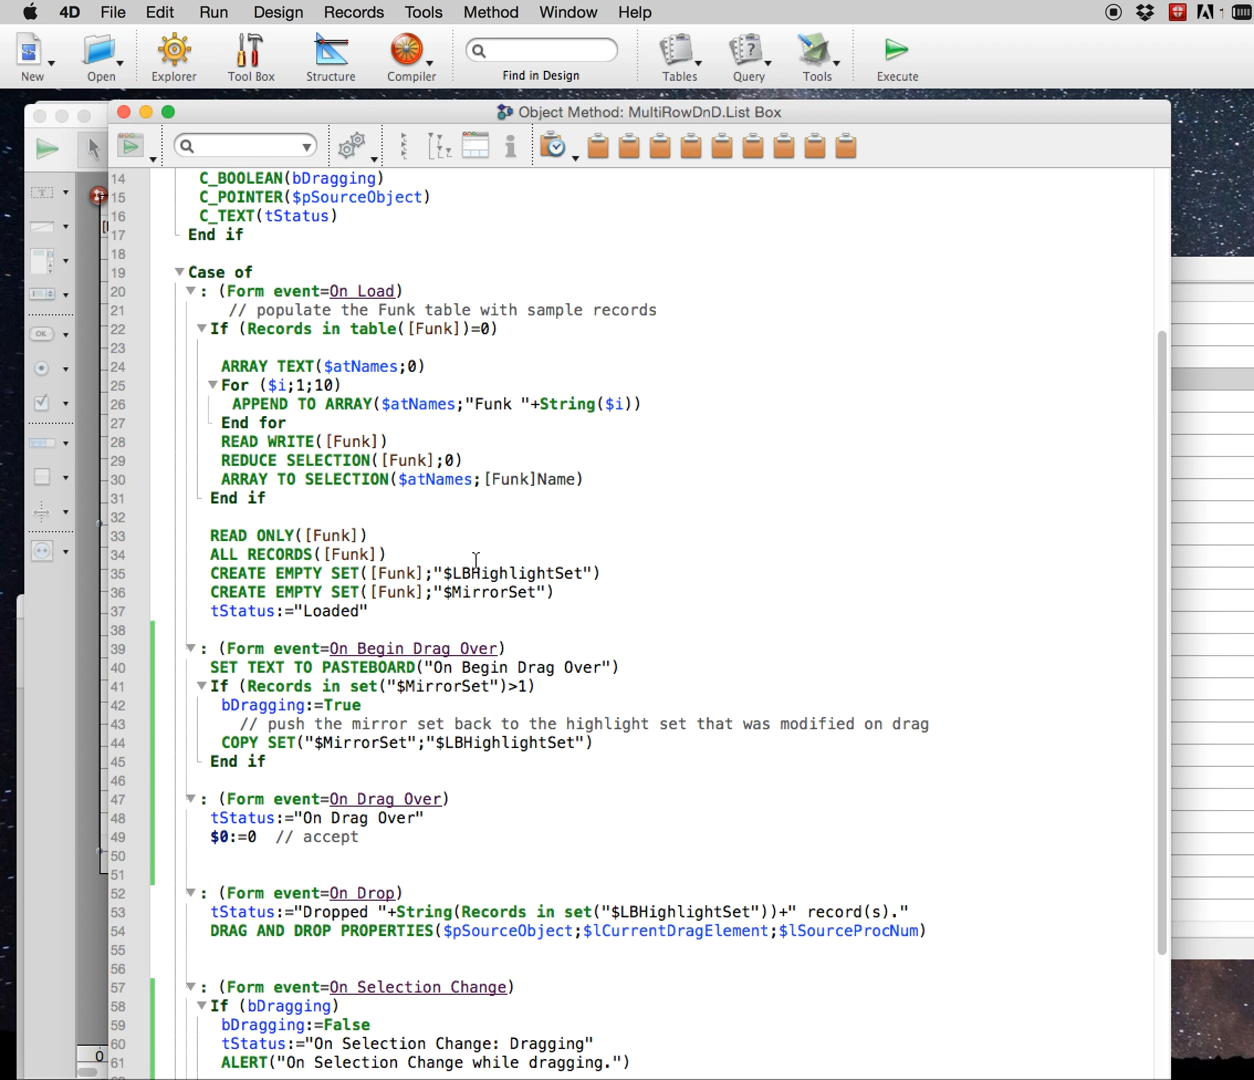 4D File Edit Run Design Records Tools Method Window Help
New Open Explorer Tool Box Structure Compiler Find in Design Tables Query Tools Execute
Object Method: MultiRowDnD.List Box
14 C_BOOLEAN(bDragging)
15 C_POINTER($pSourceObject)
16 C_TEXT(tStatus)
17 End if
18
19 Case of
20 : (Form event=On Load)
21 // populate the Funk table with sample records
22 If (Records in table([Funk])=0)
23
24 ARRAY TEXT($atNames;0)
25 For ($i;1;10)
26 APPEND TO ARRAY($atNames;"Funk "+String($i))
27 End for
28 READ WRITE([Funk])
29 REDUCE SELECTION([Funk];0)
30 ARRAY TO SELECTION($atNames;[Funk]Name)
31 End if
32
33 READ ONLY([Funk])
34 ALL RECORDS([Funk])
35 CREATE EMPTY SET([Funk];"$LBHighlightSet")
36 CREATE EMPTY SET([Funk];"$MirrorSet")
37 tStatus:="Loaded"
38
39 : (Form event=On Begin Drag Over)
40 SET TEXT TO PASTEBOARD("On Begin Drag Over")
41 If (Records in set("$MirrorSet")>1)
42 bDragging:=True
43 // push the mirror set back to the highlight set that was modified on drag
44 COPY SET("$MirrorSet";"$LBHighlightSet")
45 End if
46
47 : (Form event=On Drag Over)
48 tStatus:="On Drag Over"
49 $0:=0 // accept
50
51
52 : (Form event=On Drop)
53 tStatus:="Dropped "+String(Records in set("$LBHighlightSet"))+" record(s)."
54 DRAG AND DROP PROPERTIES($pSourceObject;$lCurrentDragElement;$lSourceProcNum)
55
56
57 : (Form event=On Selection Change)
58 If (bDragging)
59 bDragging:=False
60 tStatus:="On Selection Change: Dragging"
61 ALERT("On Selection Change while dragging.")
OK
0